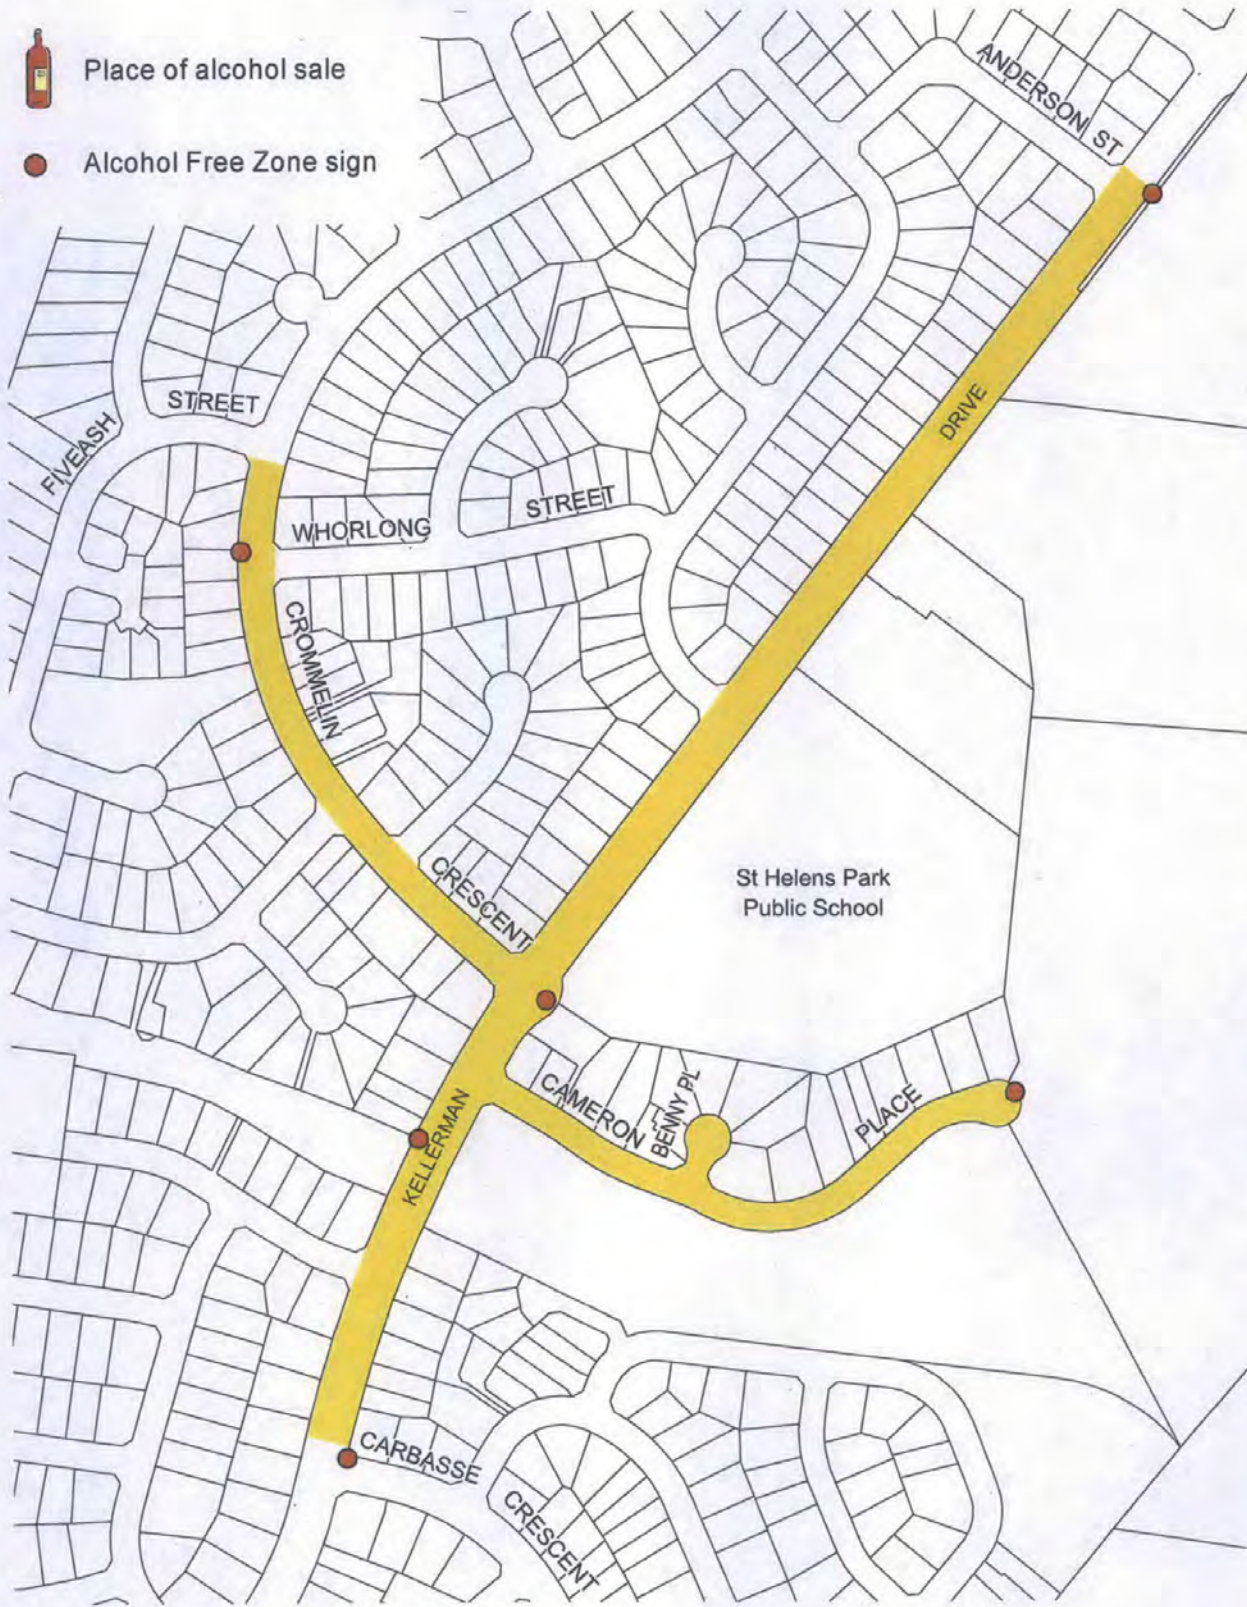 Place of alcohol sale
Alcohol Free Zone sign
ANDERSON ST
DRIVE
STREET
FIVEASH
WHORLONG
STREET
CROMMELIN
CRESCENT
St Helens Park
Public School
CAMERON
BENNY PL
PLACE
KELLERMAN
CARBASSE
CRESCENT